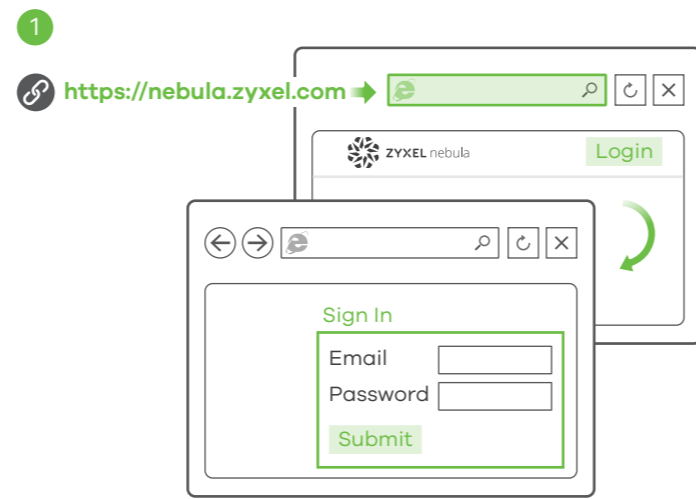 1
https://nebula.zyxel.com
ZYXEL nebula
Login
Sign In
Email
Password
Submit